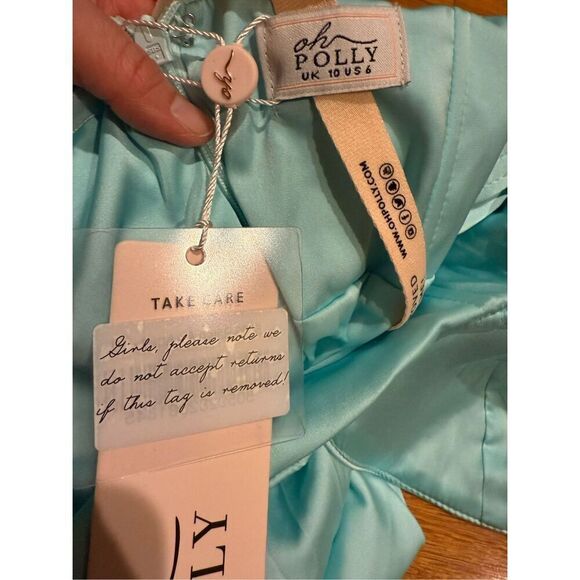 oh
POLLY
UK 10 US 6
oh
WWW.OHPOLLY.COM
TAKE CARE
Girls, please note we
do not accept returns
if this tag is removed!
POLLY